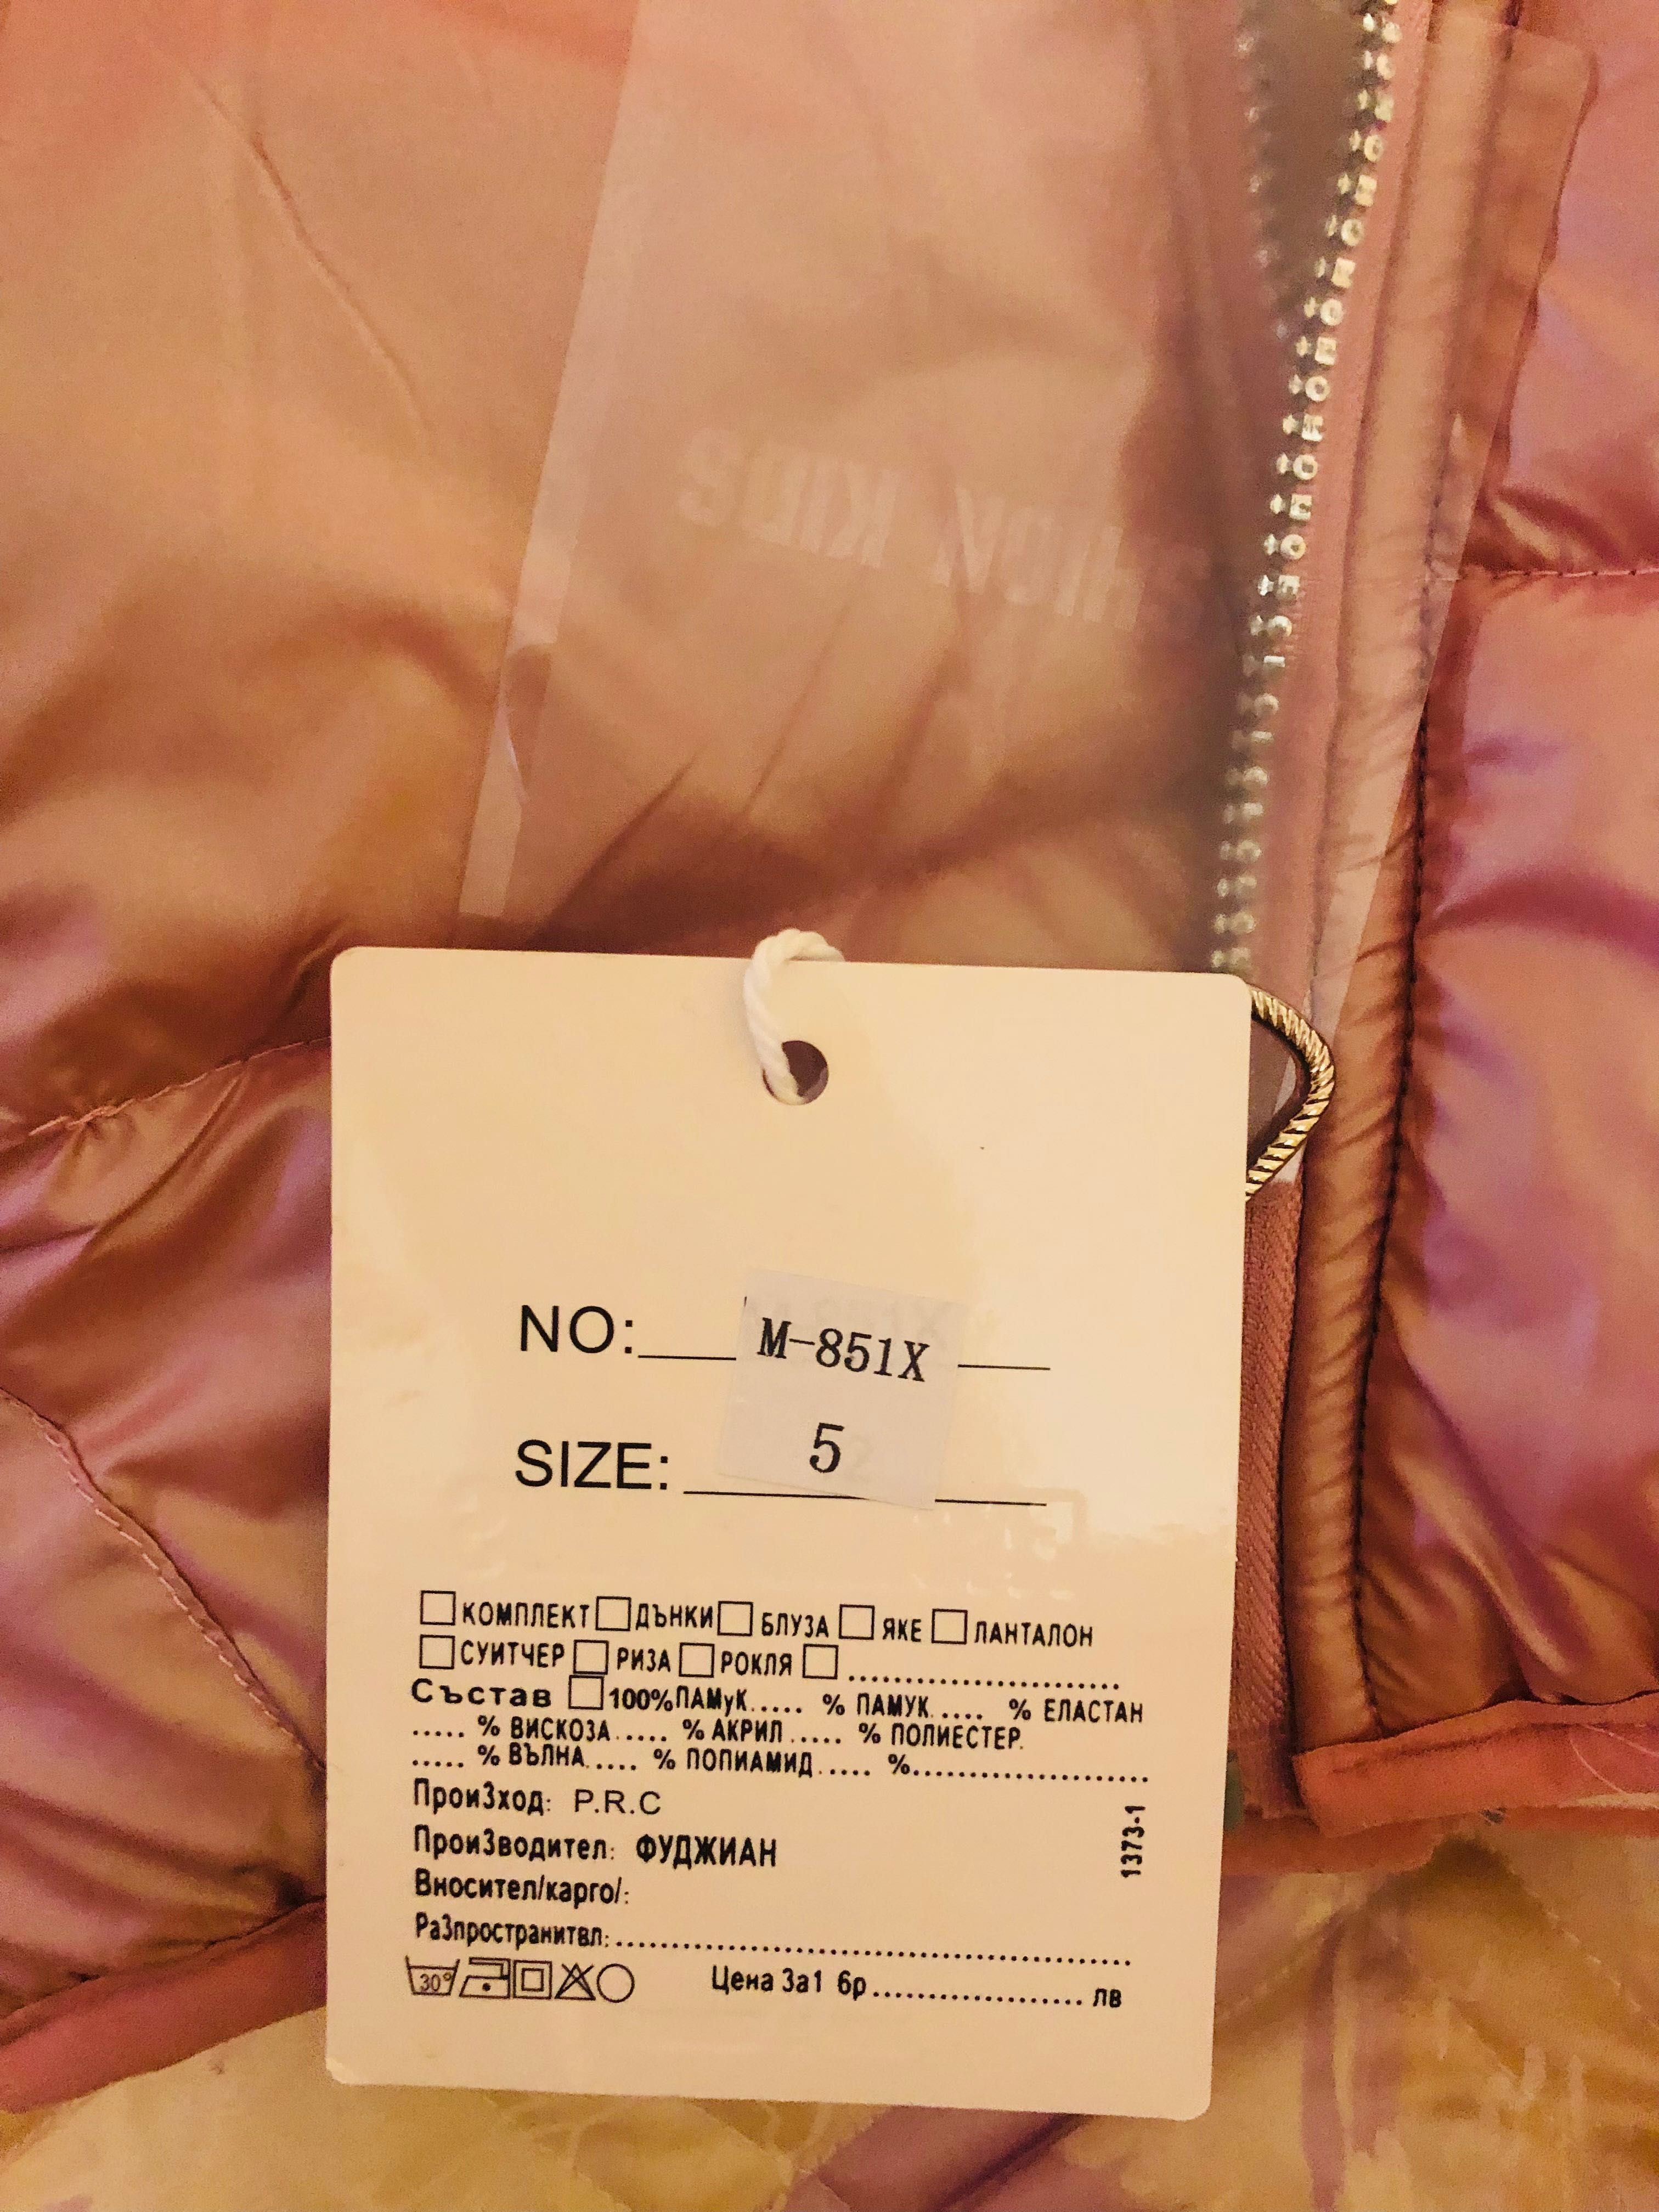 NO: M-851X
SIZE: 5
КОМПЛЕКТ ДЪНКИ БЛУЗА ЯКЕ ПАНТАЛОН
СУИТЧЕР РИЗА РОКЛЯ ........................
Състав 100%ПАМуК..... % ПАМУК..... % ЕЛАСТАН
..... % ВИСКОЗА..... % АКРИЛ..... % ПОЛИЕСТЕР.
..... % ВЪЛНА..... % ПОПИАМИД..... %.....................
ПроиЗход: P.R.C
ПроиЗводител: ФУДЖИАН
1373-1
Вносител/карго/:
РаЗпространитвл:..............................................
30° Цена За1 6р................... лв